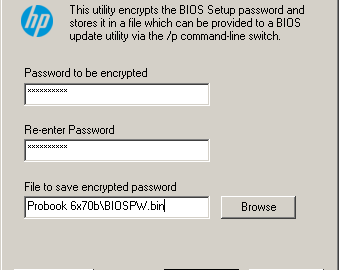 hp
This utility encrypts the BIOS Setup password and
stores it in a file which can be provided to a BIOS
update utility via the /p command-line switch.
Password to be encrypted
xxxxxxxxxx
Re-enter Password
xxxxxxxxxx
File to save encrypted password
Probook 6x70b\BIOSPW.bin
Browse